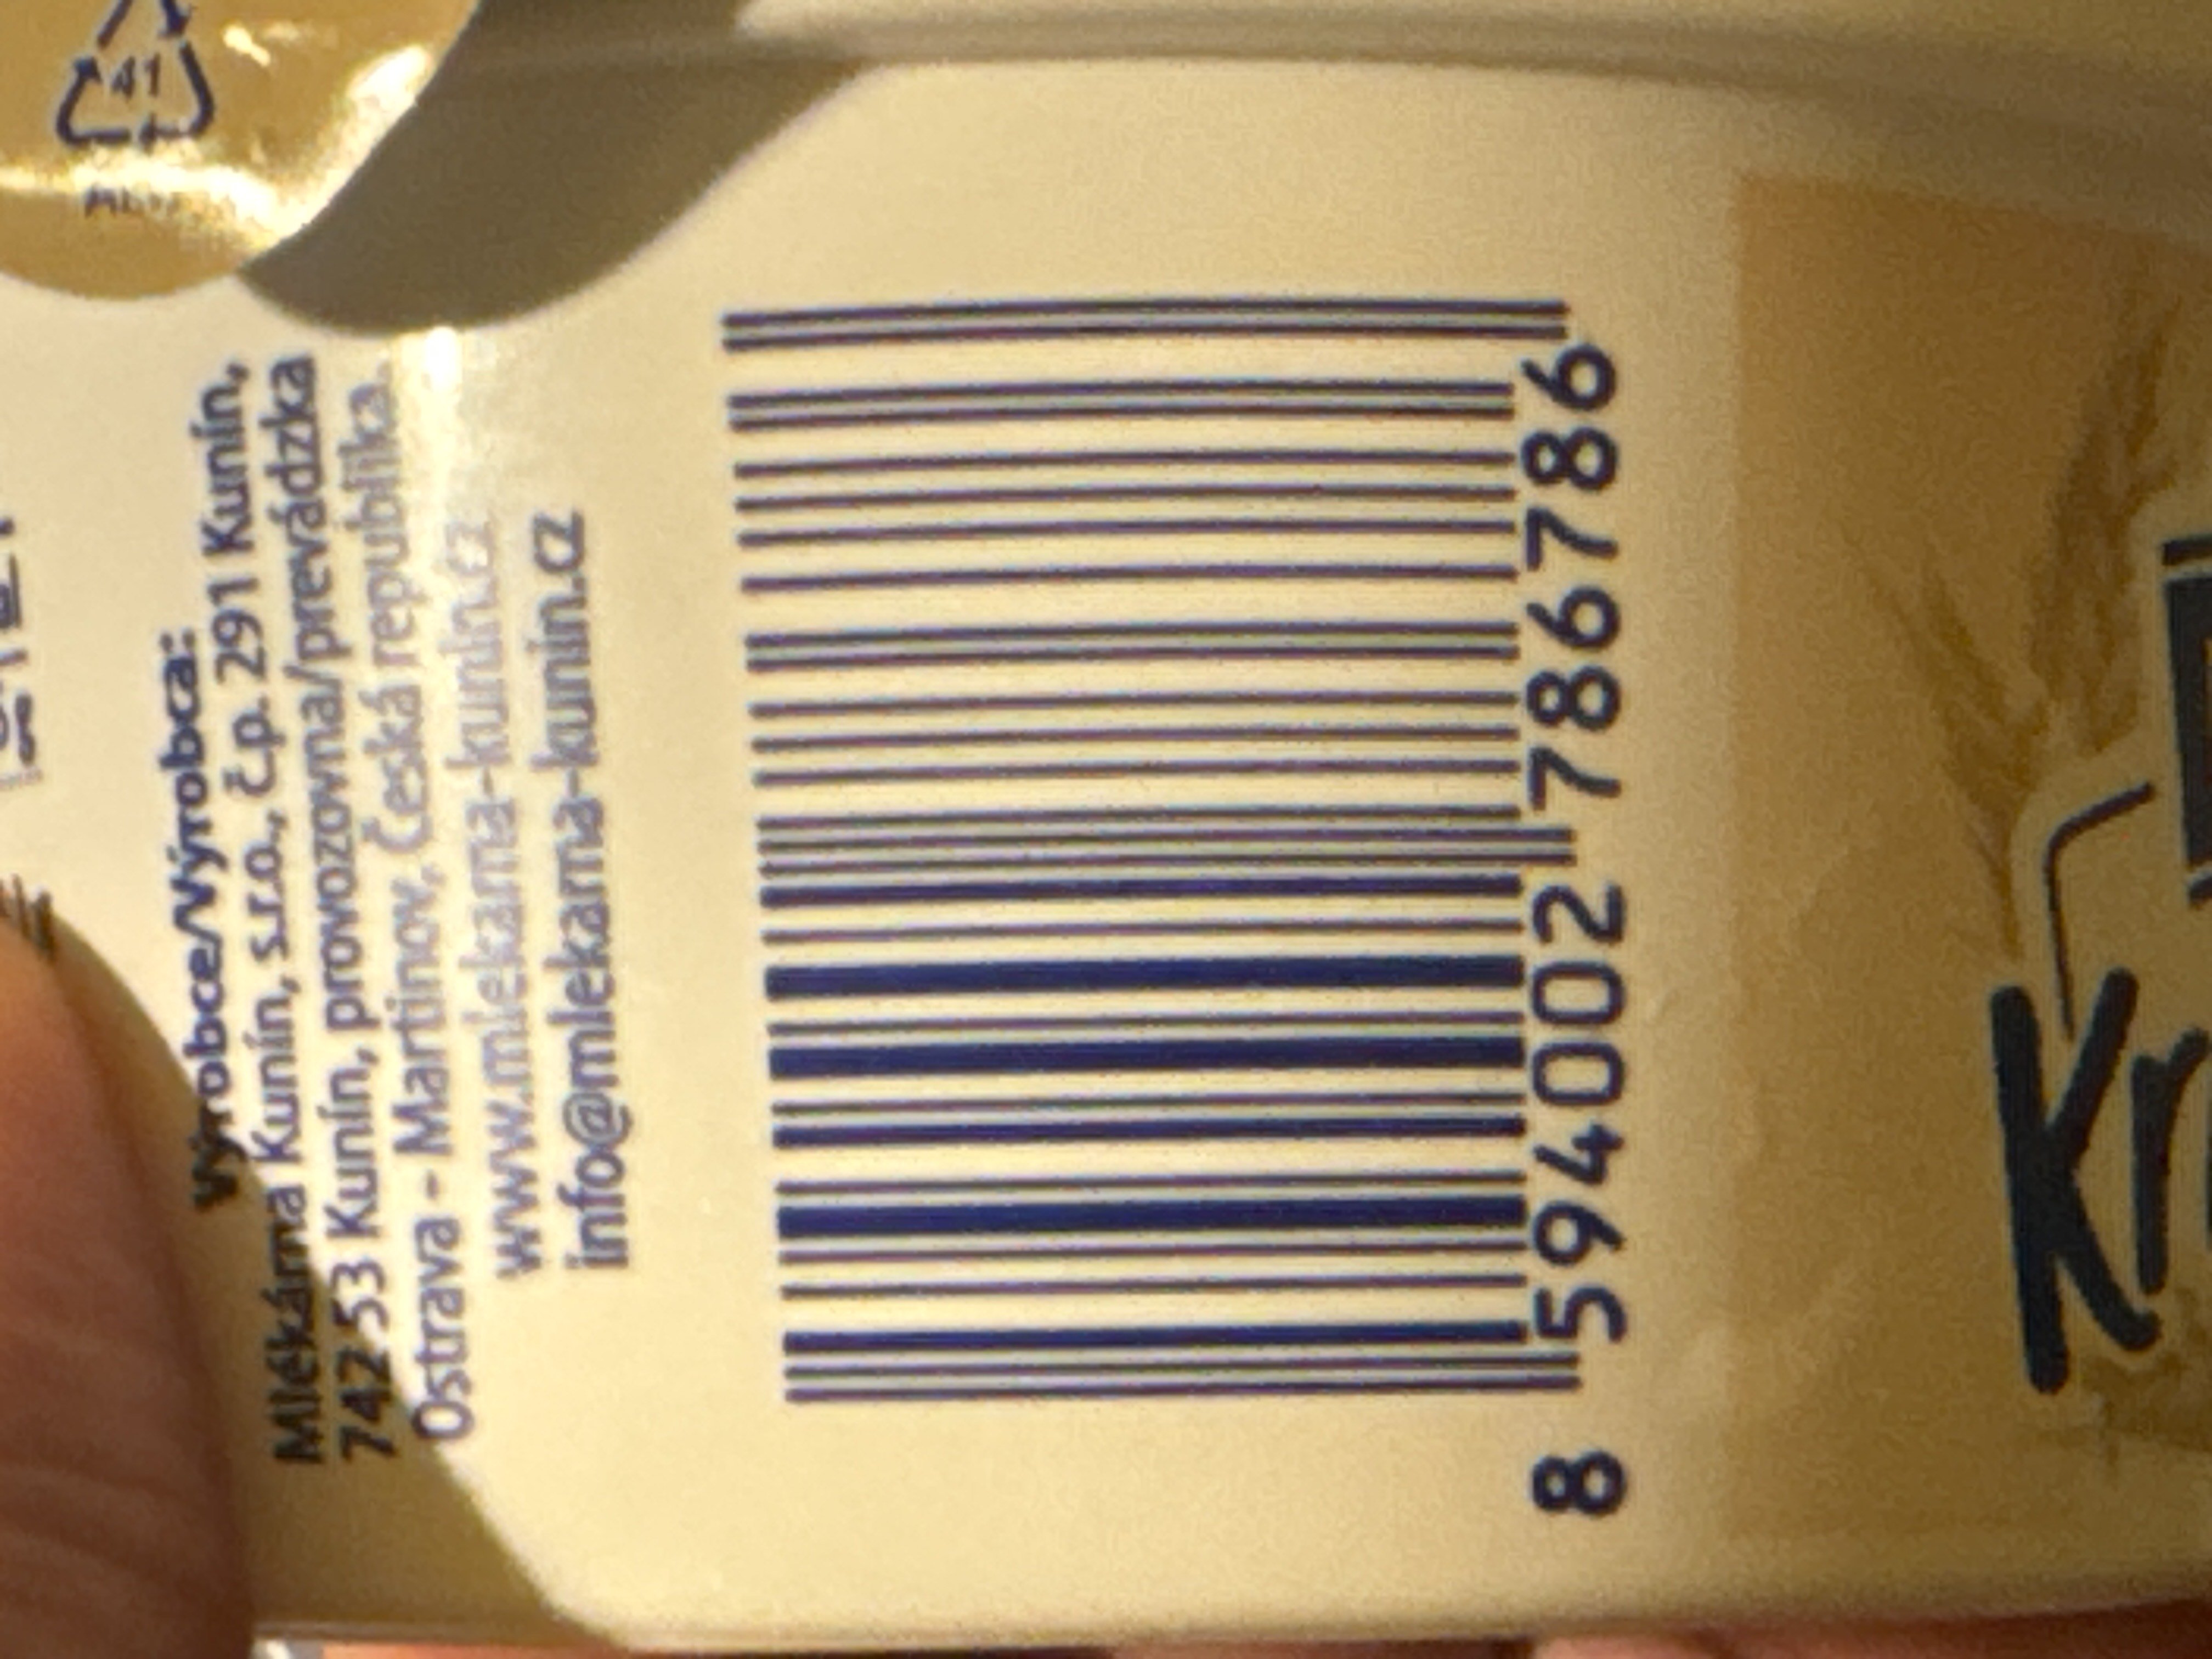 41
Výrobce/Výrobca:
Mlékárna Kunín, s.r.o., č.p. 291 Kunín,
742 53 Kunín, provozovna/prevádzka
Ostrava - Martinov, Česká republika.
www.mlekarna-kunin.cz
info@mlekarna-kunin.cz
8 594002 786786